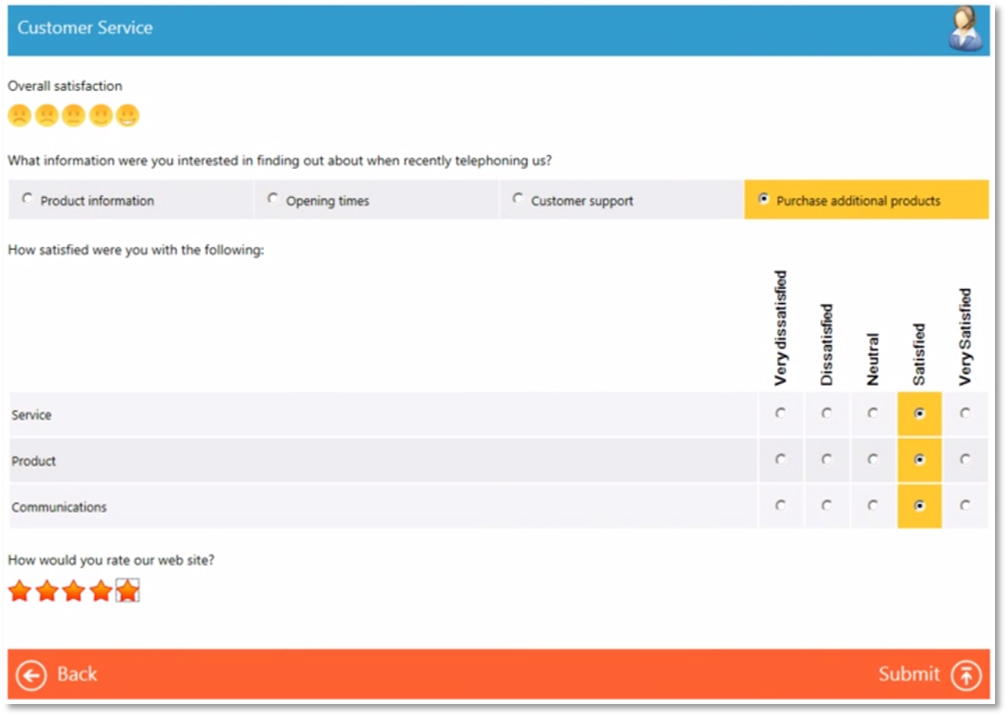 Customer Service
Overall satisfaction
What information were you interested in finding out about when recently telephoning us?
Product information Opening times Customer support Purchase additional products
How satisfied were you with the following:
Very dissatisfied Dissatisfied Neutral Satisfied Very Satisfied
Service
Product
Communications
How would you rate our web site?
Back Submit